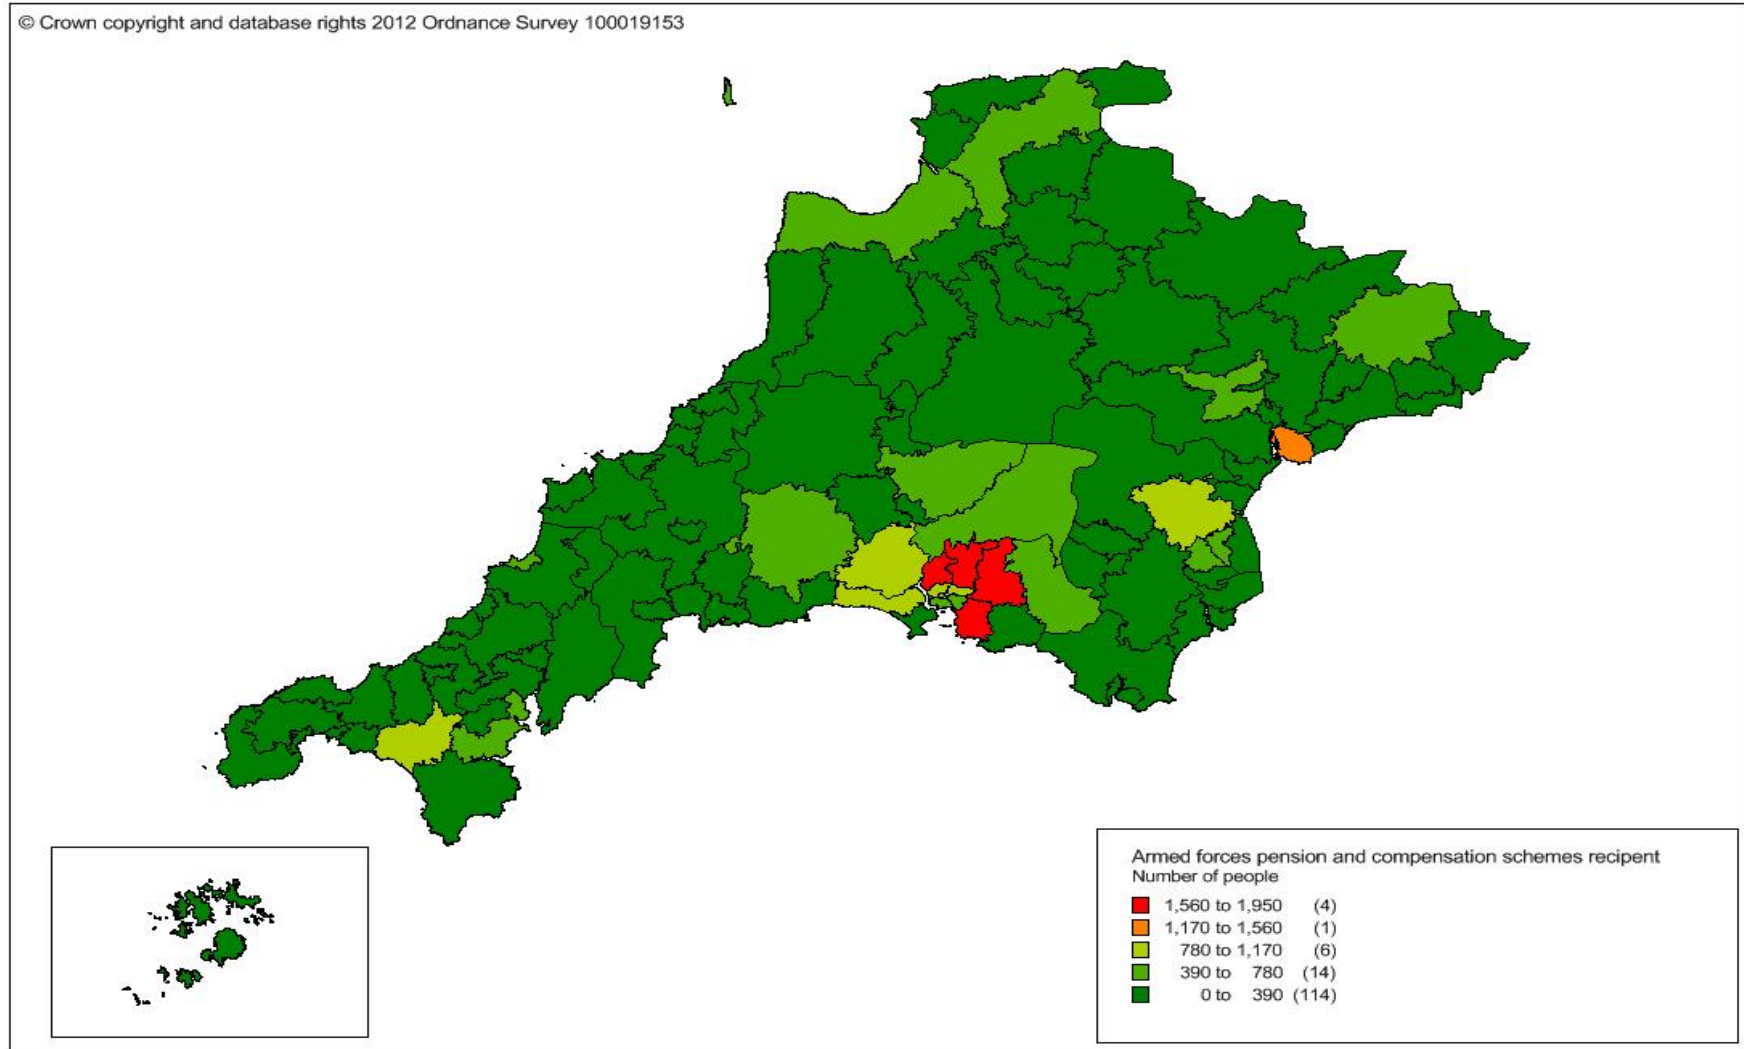 © Crown copyright and database rights 2012 Ordnance Survey 100019153
Armed forces pension and compensation schemes recipent
Number of people
1,560 to 1,950 (4)
1,170 to 1,560 (1)
780 to 1,170 (6)
390 to 780 (14)
0 to 390 (114)